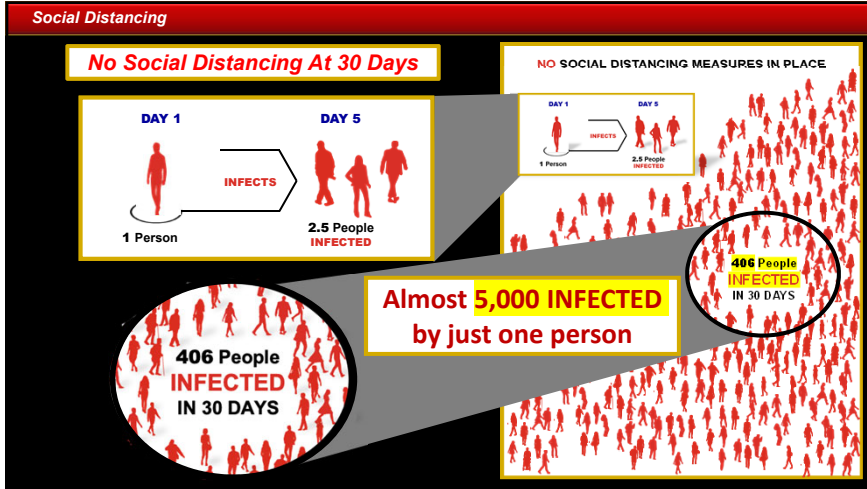 Social Distancing
No Social Distancing At 30 Days
DAY 1
DAY 5
INFECTS
1 Person
2.5 People
INFECTED
NO SOCIAL DISTANCING MEASURES IN PLACE
DAY 1
DAY 5
INFECTS
1 Person
2.5 People
INFECTED
406 People
INFECTED
IN 30 DAYS
Almost 5,000 INFECTED
by just one person
406 People
INFECTED
IN 30 DAYS